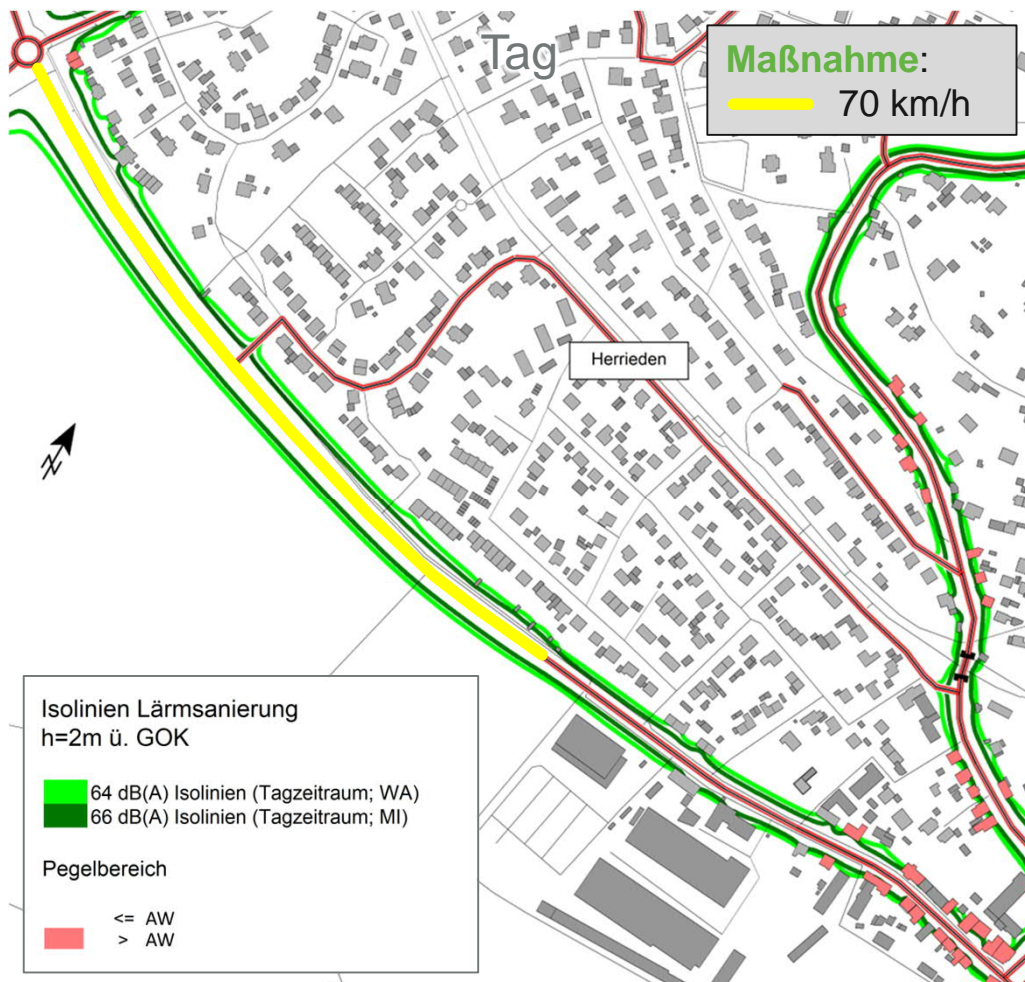 Tag
Maßnahme:
70 km/h
Herrieden
N
Isolinien Lärmsanierung
h=2m ü. GOK
64 dB(A) Isolinien (Tagzeitraum; WA)
66 dB(A) Isolinien (Tagzeitraum; MI)
Pegelbereich
<= AW
> AW